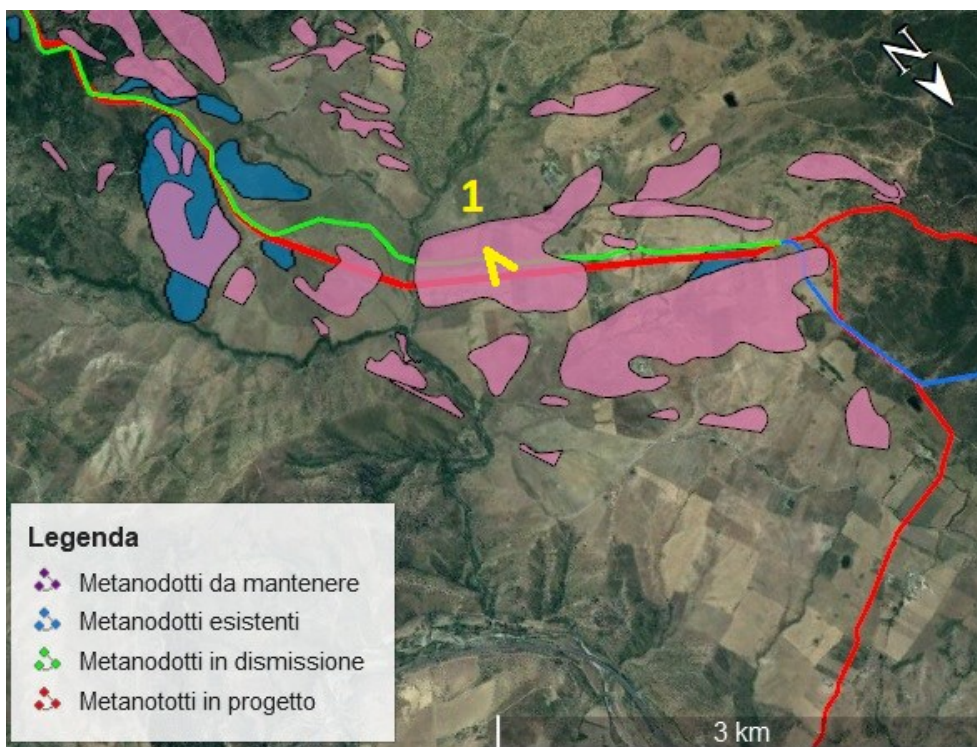 N
1
Legenda
Metanodotti da mantenere
Metanodotti esistenti
Metanodotti in dismissione
Metanototti in progetto
3 km